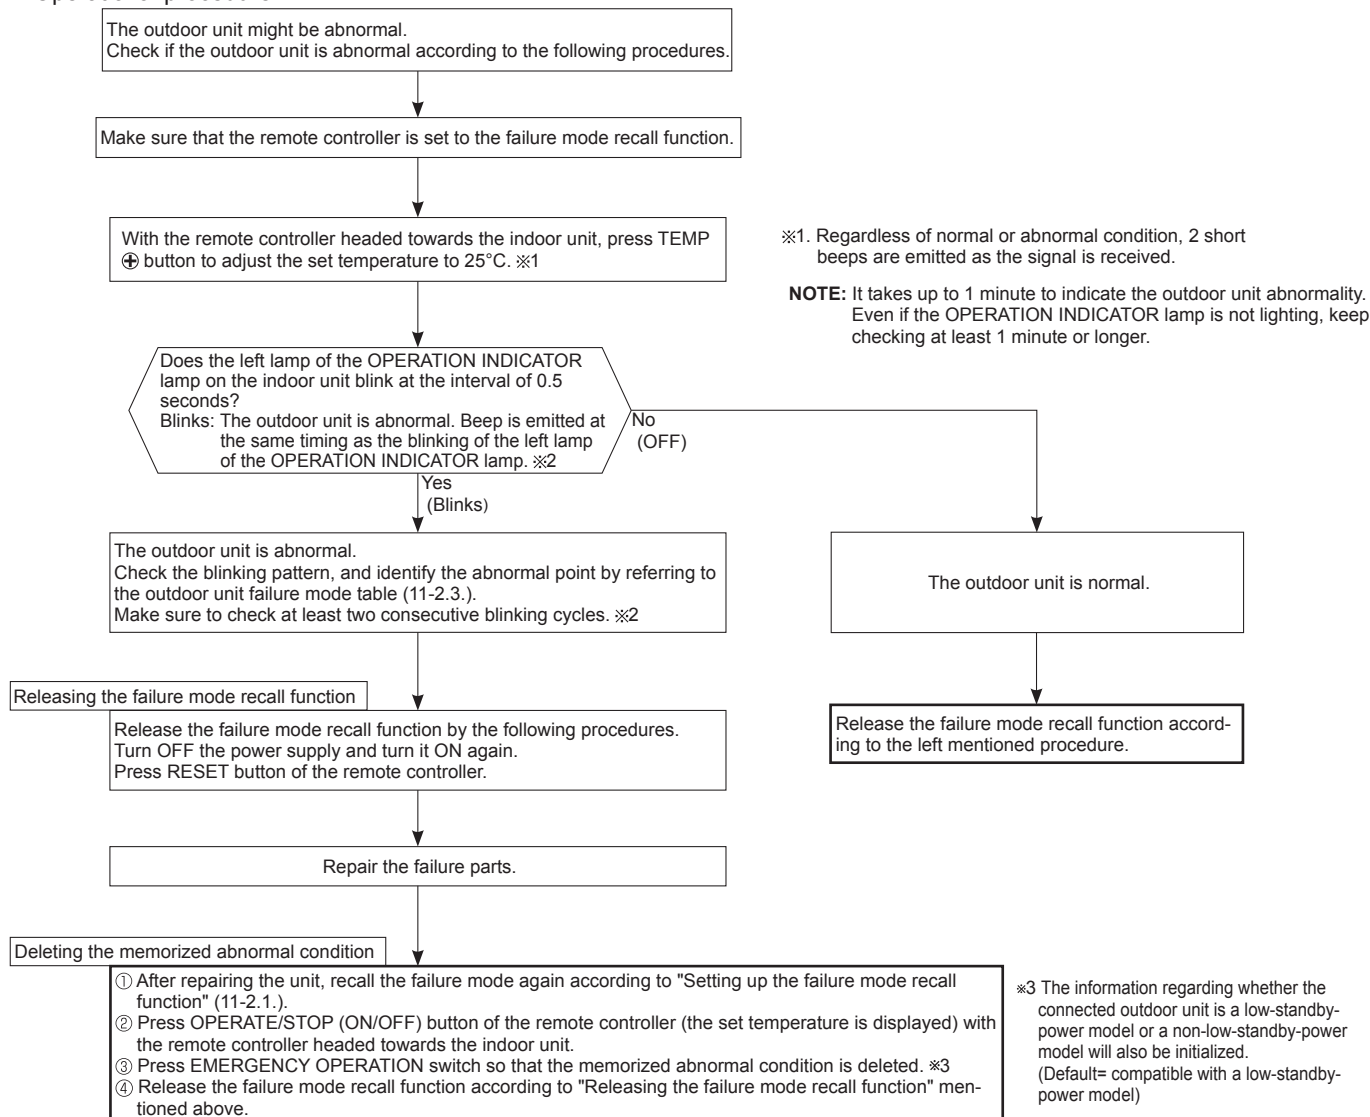 The outdoor unit might be abnormal.
Check if the outdoor unit is abnormal according to the following procedures.
Make sure that the remote controller is set to the failure mode recall function.
With the remote controller headed towards the indoor unit, press TEMP
⊕ button to adjust the set temperature to 25°C. ※1
※1. Regardless of normal or abnormal condition, 2 short
beeps are emitted as the signal is received.
NOTE: It takes up to 1 minute to indicate the outdoor unit abnormality.
Even if the OPERATION INDICATOR lamp is not lighting, keep
checking at least 1 minute or longer.
Does the left lamp of the OPERATION INDICATOR
lamp on the indoor unit blink at the interval of 0.5
seconds?
Blinks: The outdoor unit is abnormal. Beep is emitted at
the same timing as the blinking of the left lamp
of the OPERATION INDICATOR lamp. ※2
No
(OFF)
Yes
(Blinks)
The outdoor unit is abnormal.
Check the blinking pattern, and identify the abnormal point by referring to
the outdoor unit failure mode table (11-2.3.).
Make sure to check at least two consecutive blinking cycles. ※2
The outdoor unit is normal.
Releasing the failure mode recall function
Release the failure mode recall function by the following procedures.
Turn OFF the power supply and turn it ON again.
Press RESET button of the remote controller.
Release the failure mode recall function accord-
ing to the left mentioned procedure.
Repair the failure parts.
Deleting the memorized abnormal condition
① After repairing the unit, recall the failure mode again according to "Setting up the failure mode recall
function" (11-2.1.).
② Press OPERATE/STOP (ON/OFF) button of the remote controller (the set temperature is displayed) with
the remote controller headed towards the indoor unit.
③ Press EMERGENCY OPERATION switch so that the memorized abnormal condition is deleted. ※3
④ Release the failure mode recall function according to "Releasing the failure mode recall function" men-
tioned above.
※3 The information regarding whether the
connected outdoor unit is a low-standby-
power model or a non-low-standby-power
model will also be initialized.
(Default= compatible with a low-standby-
power model)